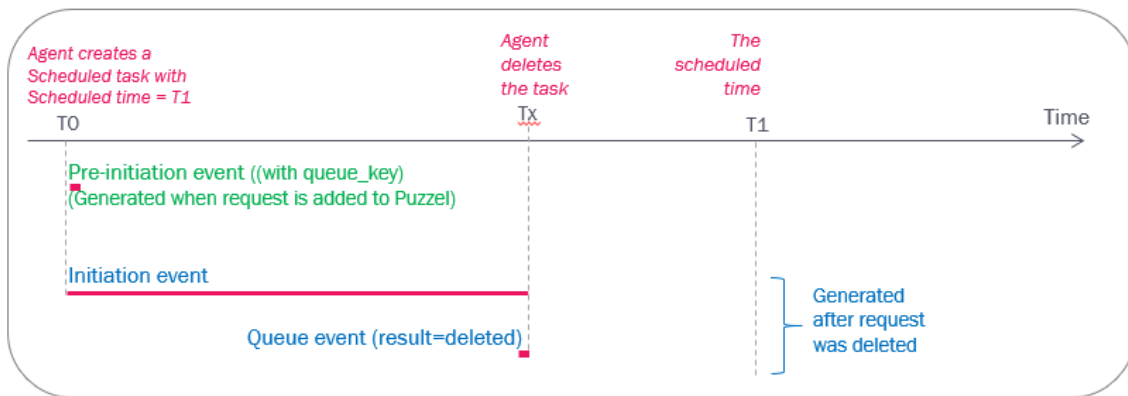 Agent creates a
Scheduled task with
Scheduled time = T1
Agent
deletes
the task
The
scheduled
time
T0
Tx
T1
Time
Pre-initiation event ((with queue_key)
(Generated when request is added to Puzzel)
Initiation event
Queue event (result=deleted)
Generated
after request
was deleted